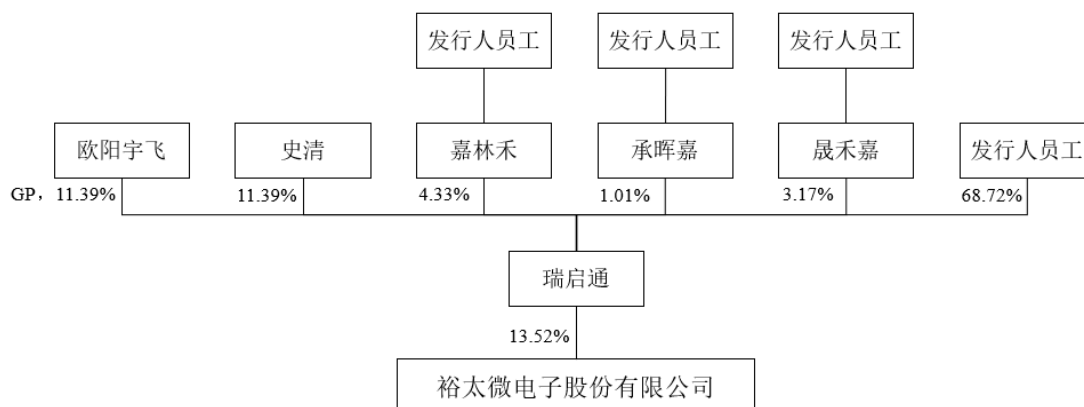 发行人员工
发行人员工
发行人员工
欧阳宇飞
史清
嘉林禾
承晖嘉
晟禾嘉
发行人员工
GP，11.39%
11.39%
4.33%
1.01%
3.17%
68.72%
瑞启通
13.52%
裕太微电子股份有限公司